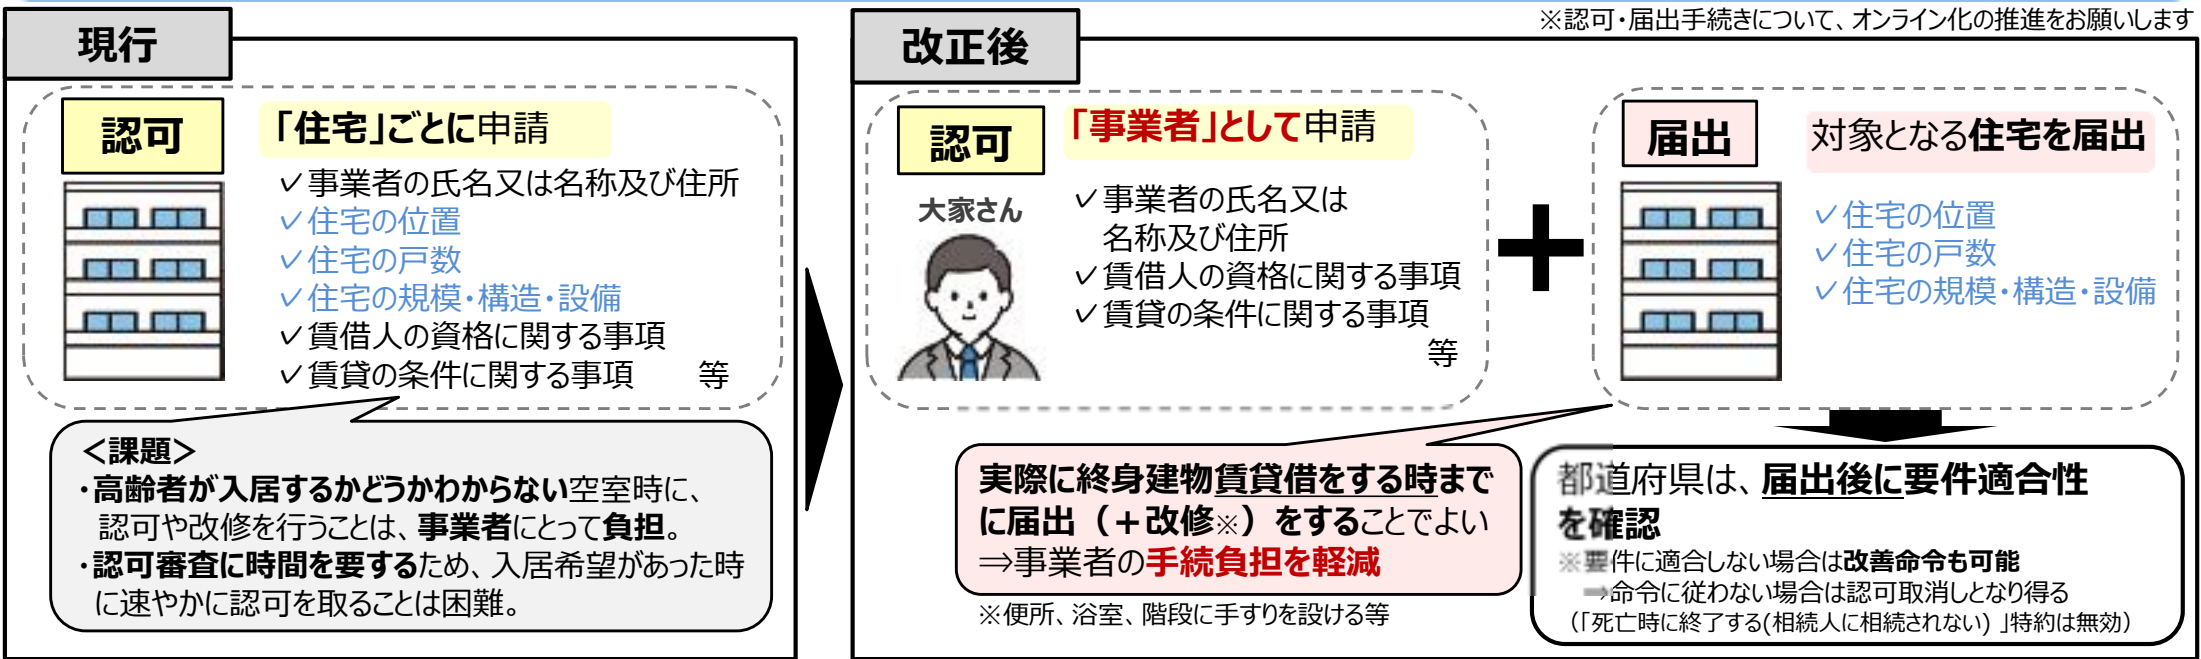 ※認可・届出手続きについて、オンライン化の推進をお願いします
現行
認可
「住宅」ごとに申請
✓事業者の氏名又は名称及び住所
✓住宅の位置
✓住宅の戸数
✓住宅の規模・構造・設備
✓賃借人の資格に関する事項
✓賃貸の条件に関する事項　等
＜課題＞
・高齢者が入居するかどうかわからない空室時に、
認可や改修を行うことは、事業者にとって負担。
・認可審査に時間を要するため、入居希望があった時
に速やかに認可を取ることは困難。
改正後
認可
「事業者」として申請
大家さん
✓事業者の氏名又は
名称及び住所
✓賃借人の資格に関する事項
✓賃貸の条件に関する事項
等
＋
届出
対象となる住宅を届出
✓住宅の位置
✓住宅の戸数
✓住宅の規模・構造・設備
実際に終身建物賃貸借をする時まで
に届出（＋改修※）をすることでよい
⇒事業者の手続負担を軽減
※便所、浴室、階段に手すりを設ける等
都道府県は、届出後に要件適合性
を確認
※要件に適合しない場合は改善命令も可能
⇒命令に従わない場合は認可取消しとなり得る
（「死亡時に終了する(相続人に相続されない) 」特約は無効）